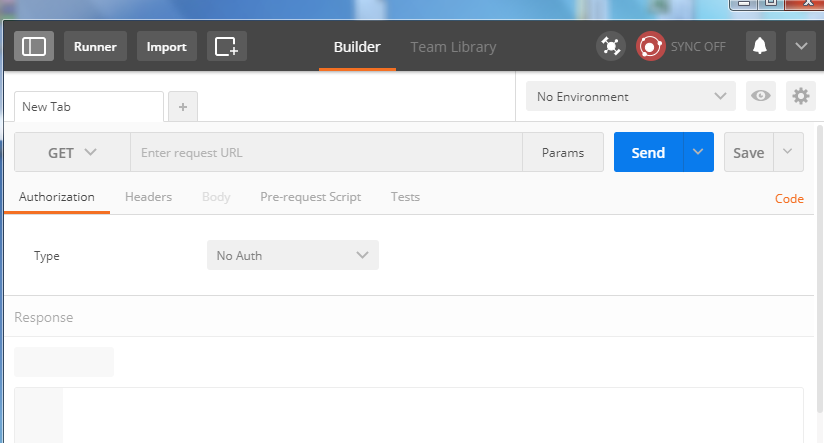 Runner Import Builder Team Library SYNC OFF
New Tab + No Environment
GET Enter request URL Params Send Save
Authorization Headers Body Pre-request Script Tests Code
Type No Auth
Response